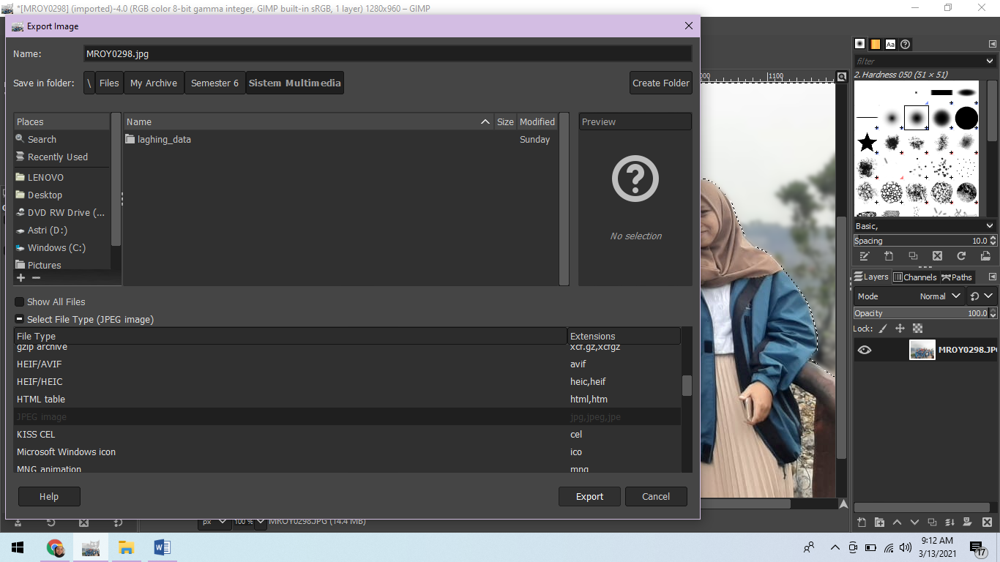 *[MROY0298] (imported)-4.0 (RGB color 8-bit gamma integer, GIMP built-in sRGB, 1 layer) 1280x960 – GIMP
Export Image
Name:
MROY0298.jpg
Save in folder:
\
Files
My Archive
Semester 6
Sistem Multimedia
Create Folder
Places
Search
Recently Used
LENOVO
Desktop
DVD RW Drive (...
Astri (D:)
Windows (C:)
Pictures
Name Size Modified
laghing_data Sunday
Preview
No selection
Show All Files
Select File Type (JPEG image)
File Type Extensions
gzip archive xcf.gz,xcfgz
HEIF/AVIF avif
HEIF/HEIC heic,heif
HTML table html,htm
JPEG image jpg,jpeg,jpe
KISS CEL cel
Microsoft Windows icon ico
MNG animation mng
Help
Export
Cancel
px
100 %
MROY0298.JPG (14.4 MB)
1100
Aa
filter
2. Hardness 050 (51 × 51)
Basic,
Spacing 10.0
Layers
Channels
Paths
Mode Normal
Opacity 100.0
Lock:
MROY0298.JP
9:12 AM
3/13/2021
17